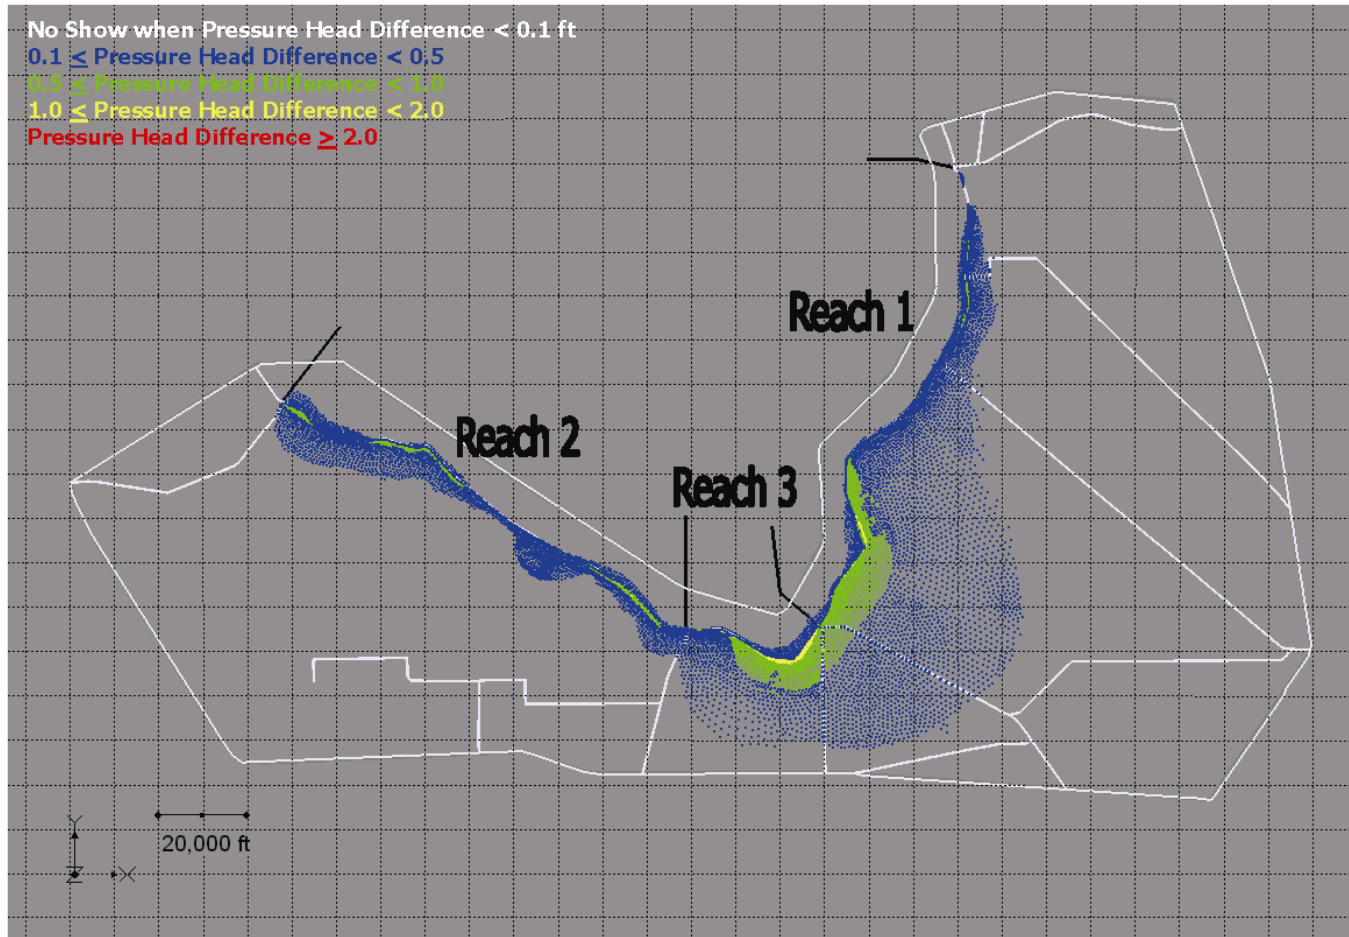 No Show when Pressure Head Difference < 0.1 ft
0.1 ≤ Pressure Head Difference < 0.5
0.5 ≤ Pressure Head Difference < 1.0
1.0 ≤ Pressure Head Difference < 2.0
Pressure Head Difference ≥ 2.0
Reach 1
Reach 2
Reach 3
20,000 ft
Y
Z
X